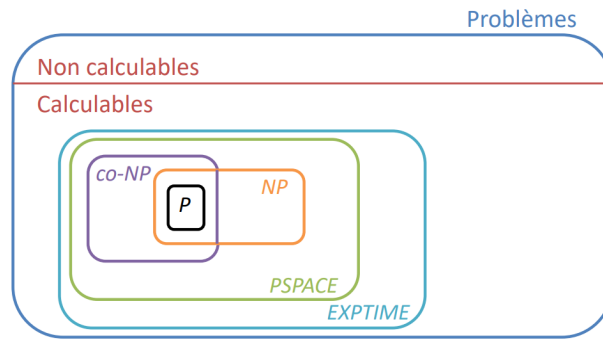 Problèmes
Non calculables
Calculables
co-NP
NP
P
PSPACE
EXPTIME